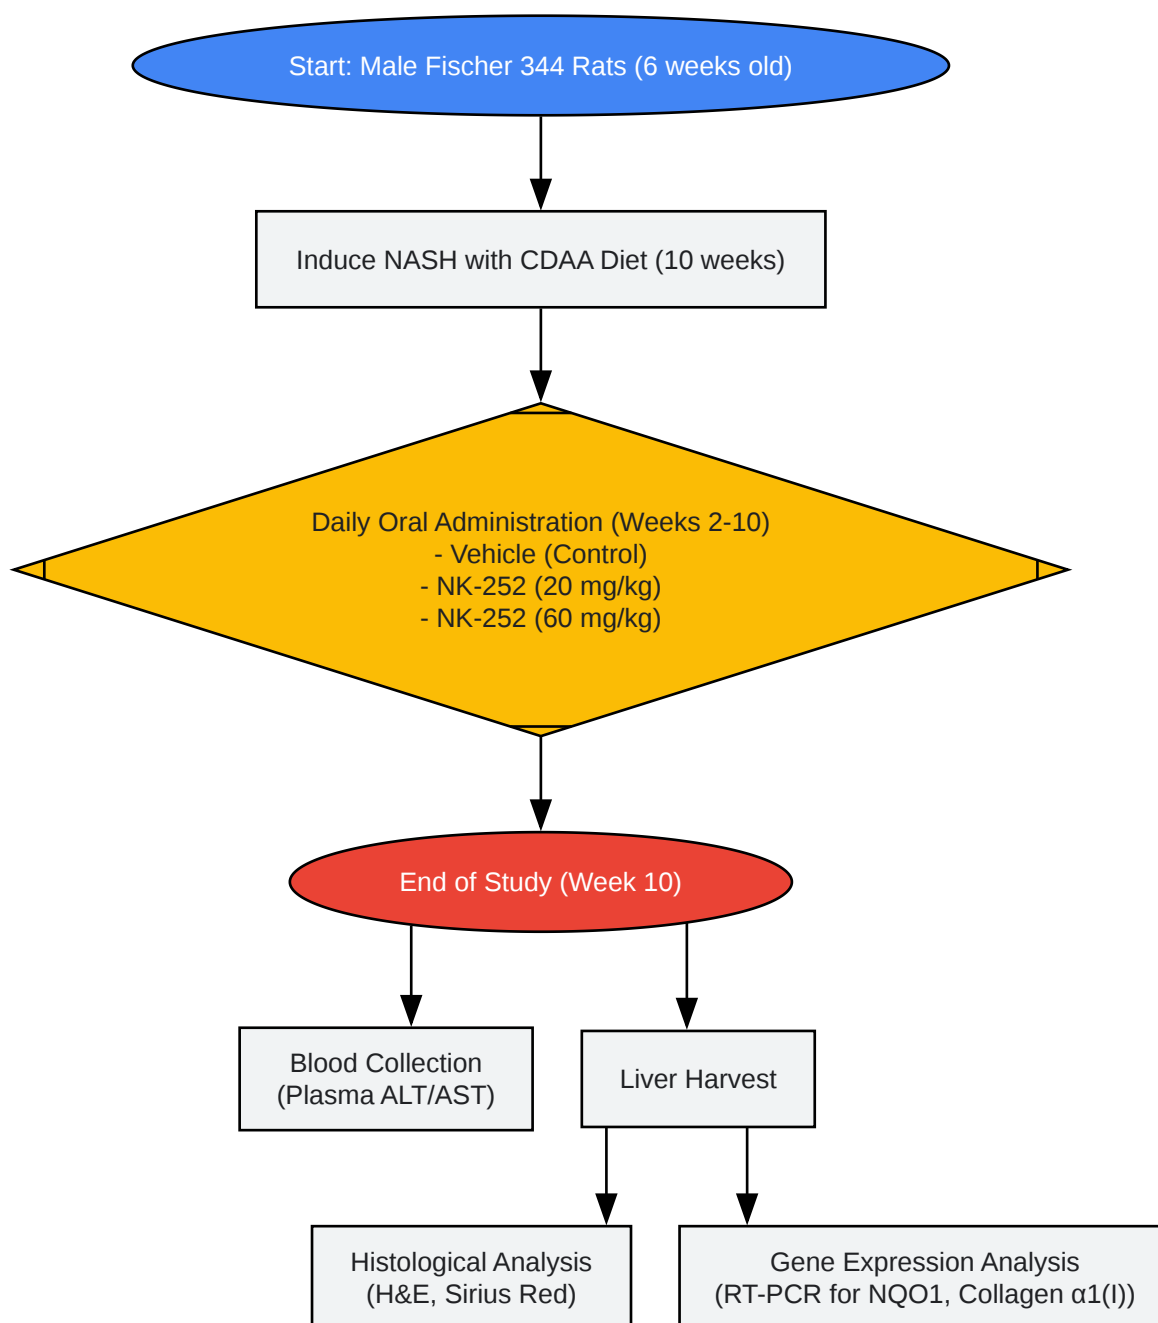 Start: Male Fischer 344 Rats (6 weeks old)
Induce NASH with CDAA Diet (10 weeks)
Daily Oral Administration (Weeks 2-10)
- Vehicle (Control)
- NK-252 (20 mg/kg)
- NK-252 (60 mg/kg)
End of Study (Week 10)
Blood Collection
(Plasma ALT/AST)
Liver Harvest
Histological Analysis
(H&E, Sirius Red)
Gene Expression Analysis
(RT-PCR for NQO1, Collagen α1(I))